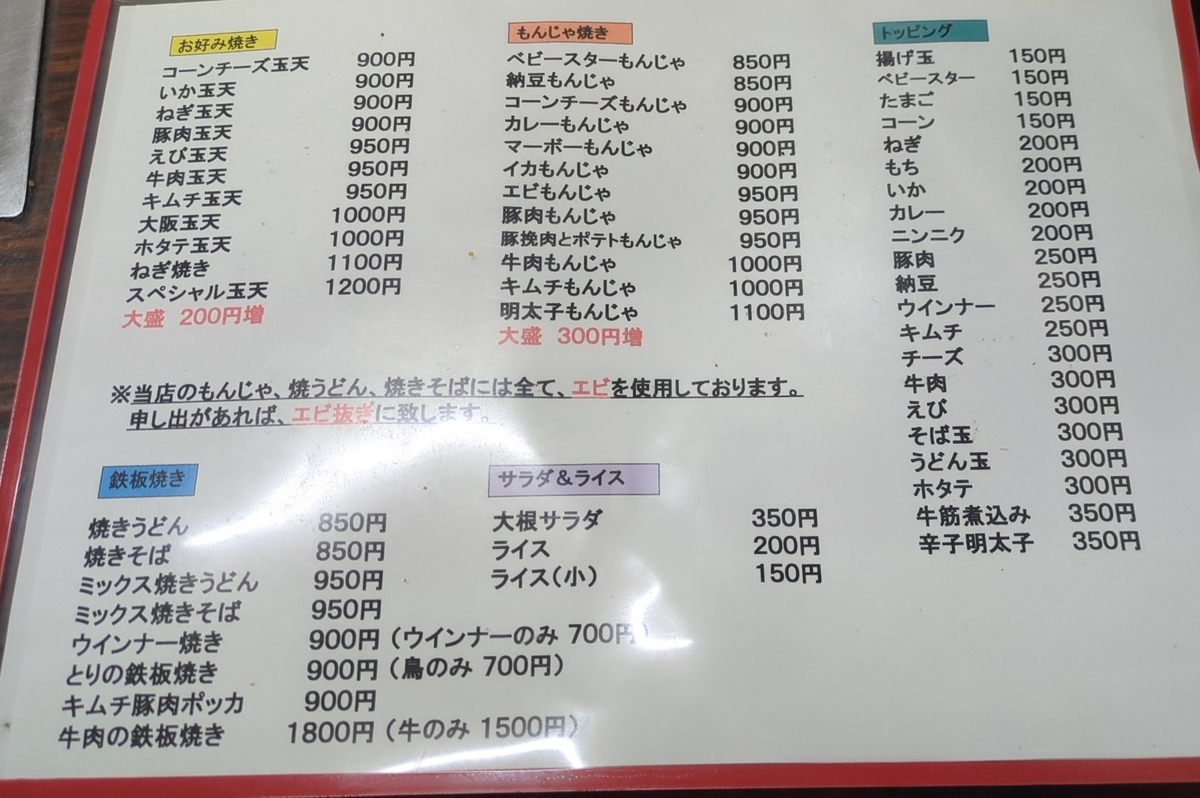 お好み焼き
コーンチーズ玉天 900円
いか玉天 900円
ねぎ玉天 900円
豚肉玉天 900円
えび玉天 950円
牛肉玉天 950円
キムチ玉天 950円
大阪玉天 1000円
ホタテ玉天 1000円
ねぎ焼き 1100円
スペシャル玉天 1200円
大盛 200円増
もんじゃ焼き
ベビースターもんじゃ 850円
納豆もんじゃ 850円
コーンチーズもんじゃ 900円
カレーもんじゃ 900円
マーボーもんじゃ 900円
イカもんじゃ 900円
エビもんじゃ 950円
豚肉もんじゃ 950円
豚挽肉とポテトもんじゃ 950円
牛肉もんじゃ 1000円
キムチもんじゃ 1000円
明太子もんじゃ 1100円
大盛 300円増
トッピング
揚げ玉 150円
ベビースター 150円
たまご 150円
コーン 150円
ねぎ 200円
もち 200円
いか 200円
カレー 200円
ニンニク 200円
豚肉 250円
納豆 250円
ウインナー 250円
キムチ 250円
チーズ 300円
牛肉 300円
えび 300円
そば玉 300円
うどん玉 300円
ホタテ 300円
牛筋煮込み 350円
辛子明太子 350円
※当店のもんじゃ、焼うどん、焼きそばには全て、エビを使用しております。
申し出があれば、エビ抜きに致します。
鉄板焼き
焼きうどん 850円
焼きそば 850円
ミックス焼きうどん 950円
ミックス焼きそば 950円
ウインナー焼き 900円（ウインナーのみ 700円）
とりの鉄板焼き 900円（鳥のみ 700円）
キムチ豚肉ポッカ 900円
牛肉の鉄板焼き 1800円（牛のみ 1500円）
サラダ＆ライス
大根サラダ 350円
ライス 200円
ライス（小） 150円